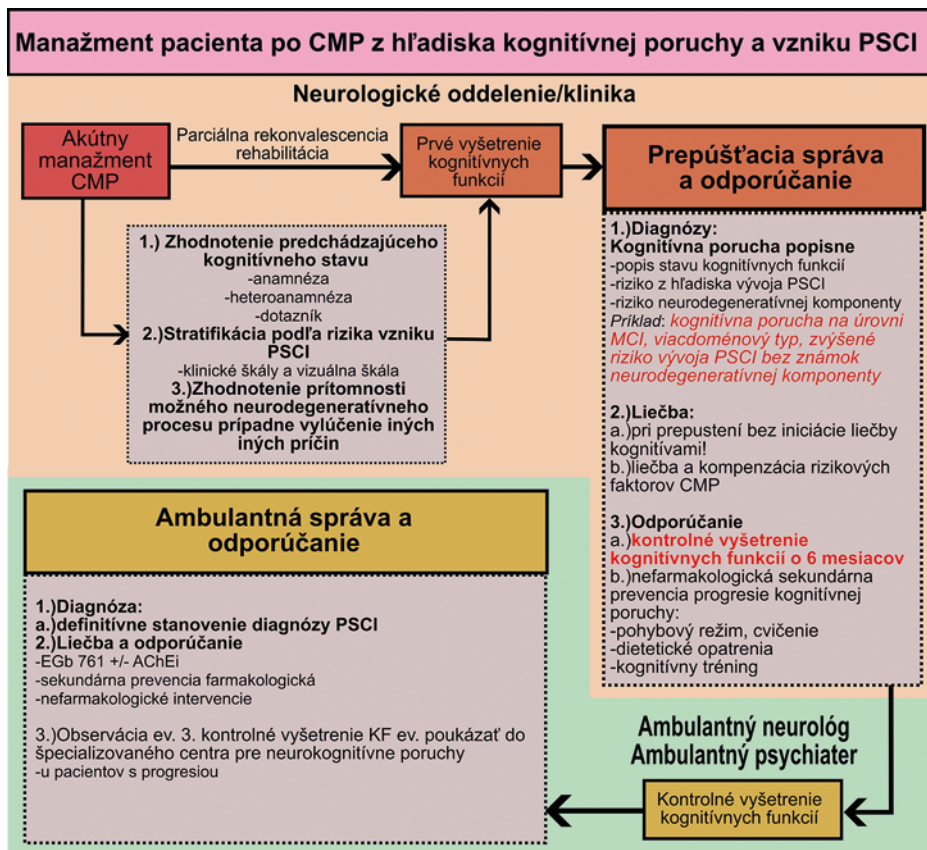 Manažment pacienta po CMP z hľadiska kognitívnej poruchy a vzniku PSCI
Neurologické oddelenie/klinika
Akútny
manažment
CMP
Parciálna rekonvalescencia
rehabilitácia
Prvé vyšetrenie
kognitívnych
funkcií
Prepúšťacia správa
a odporúčanie
1.) Zhodnotenie predchádzajúceho
kognitívneho stavu
-anamnéza
-heteroanamnéza
-dotazník
2.)Stratifikácia podľa rizika vzniku
PSCI
-klinické škály a vizuálna škála
3.)Zhodnotenie prítomnosti
možného neurodegeneratívneho
procesu prípadne vylúčenie iných
iných príčin
1.)Diagnózy:
Kognitívna porucha popisne
-popis stavu kognitívnych funkcií
-riziko z hľadiska vývoja PSCI
-riziko neurodegeneratívnej komponenty
Príklad: kognitívna porucha na úrovni
MCI, viacdoménový typ, zvýšené
riziko vývoja PSCI bez známok
neurodegeneratívnej komponenty
2.)Liečba:
a.)pri prepustení bez iniciácie liečby
kognitívami!
b.)liečba a kompenzácia rizikových
faktorov CMP
3.)Odporúčanie
a.)kontrolné vyšetrenie
kognitívnych funkcií o 6 mesiacov
b.)nefarmakologická sekundárna
prevencia progresie kognitívnej
poruchy:
-pohybový režim, cvičenie
-dietetické opatrenia
-kognitívny tréning
Ambulantný neurológ
Ambulantný psychiater
Kontrolné vyšetrenie
kognitívnych funkcií
Ambulantná správa a
odporúčanie
1.)Diagnóza:
a.)definitívne stanovenie diagnózy PSCI
2.)Liečba a odporúčanie
-EGb 761 +/- AChEi
-sekundárna prevencia farmakologická
-nefarmakologické intervencie
3.)Observácia ev. 3. kontrolné vyšetrenie KF ev. poukázať do
špecializovaného centra pre neurokognitívne poruchy
-u pacientov s progresiou